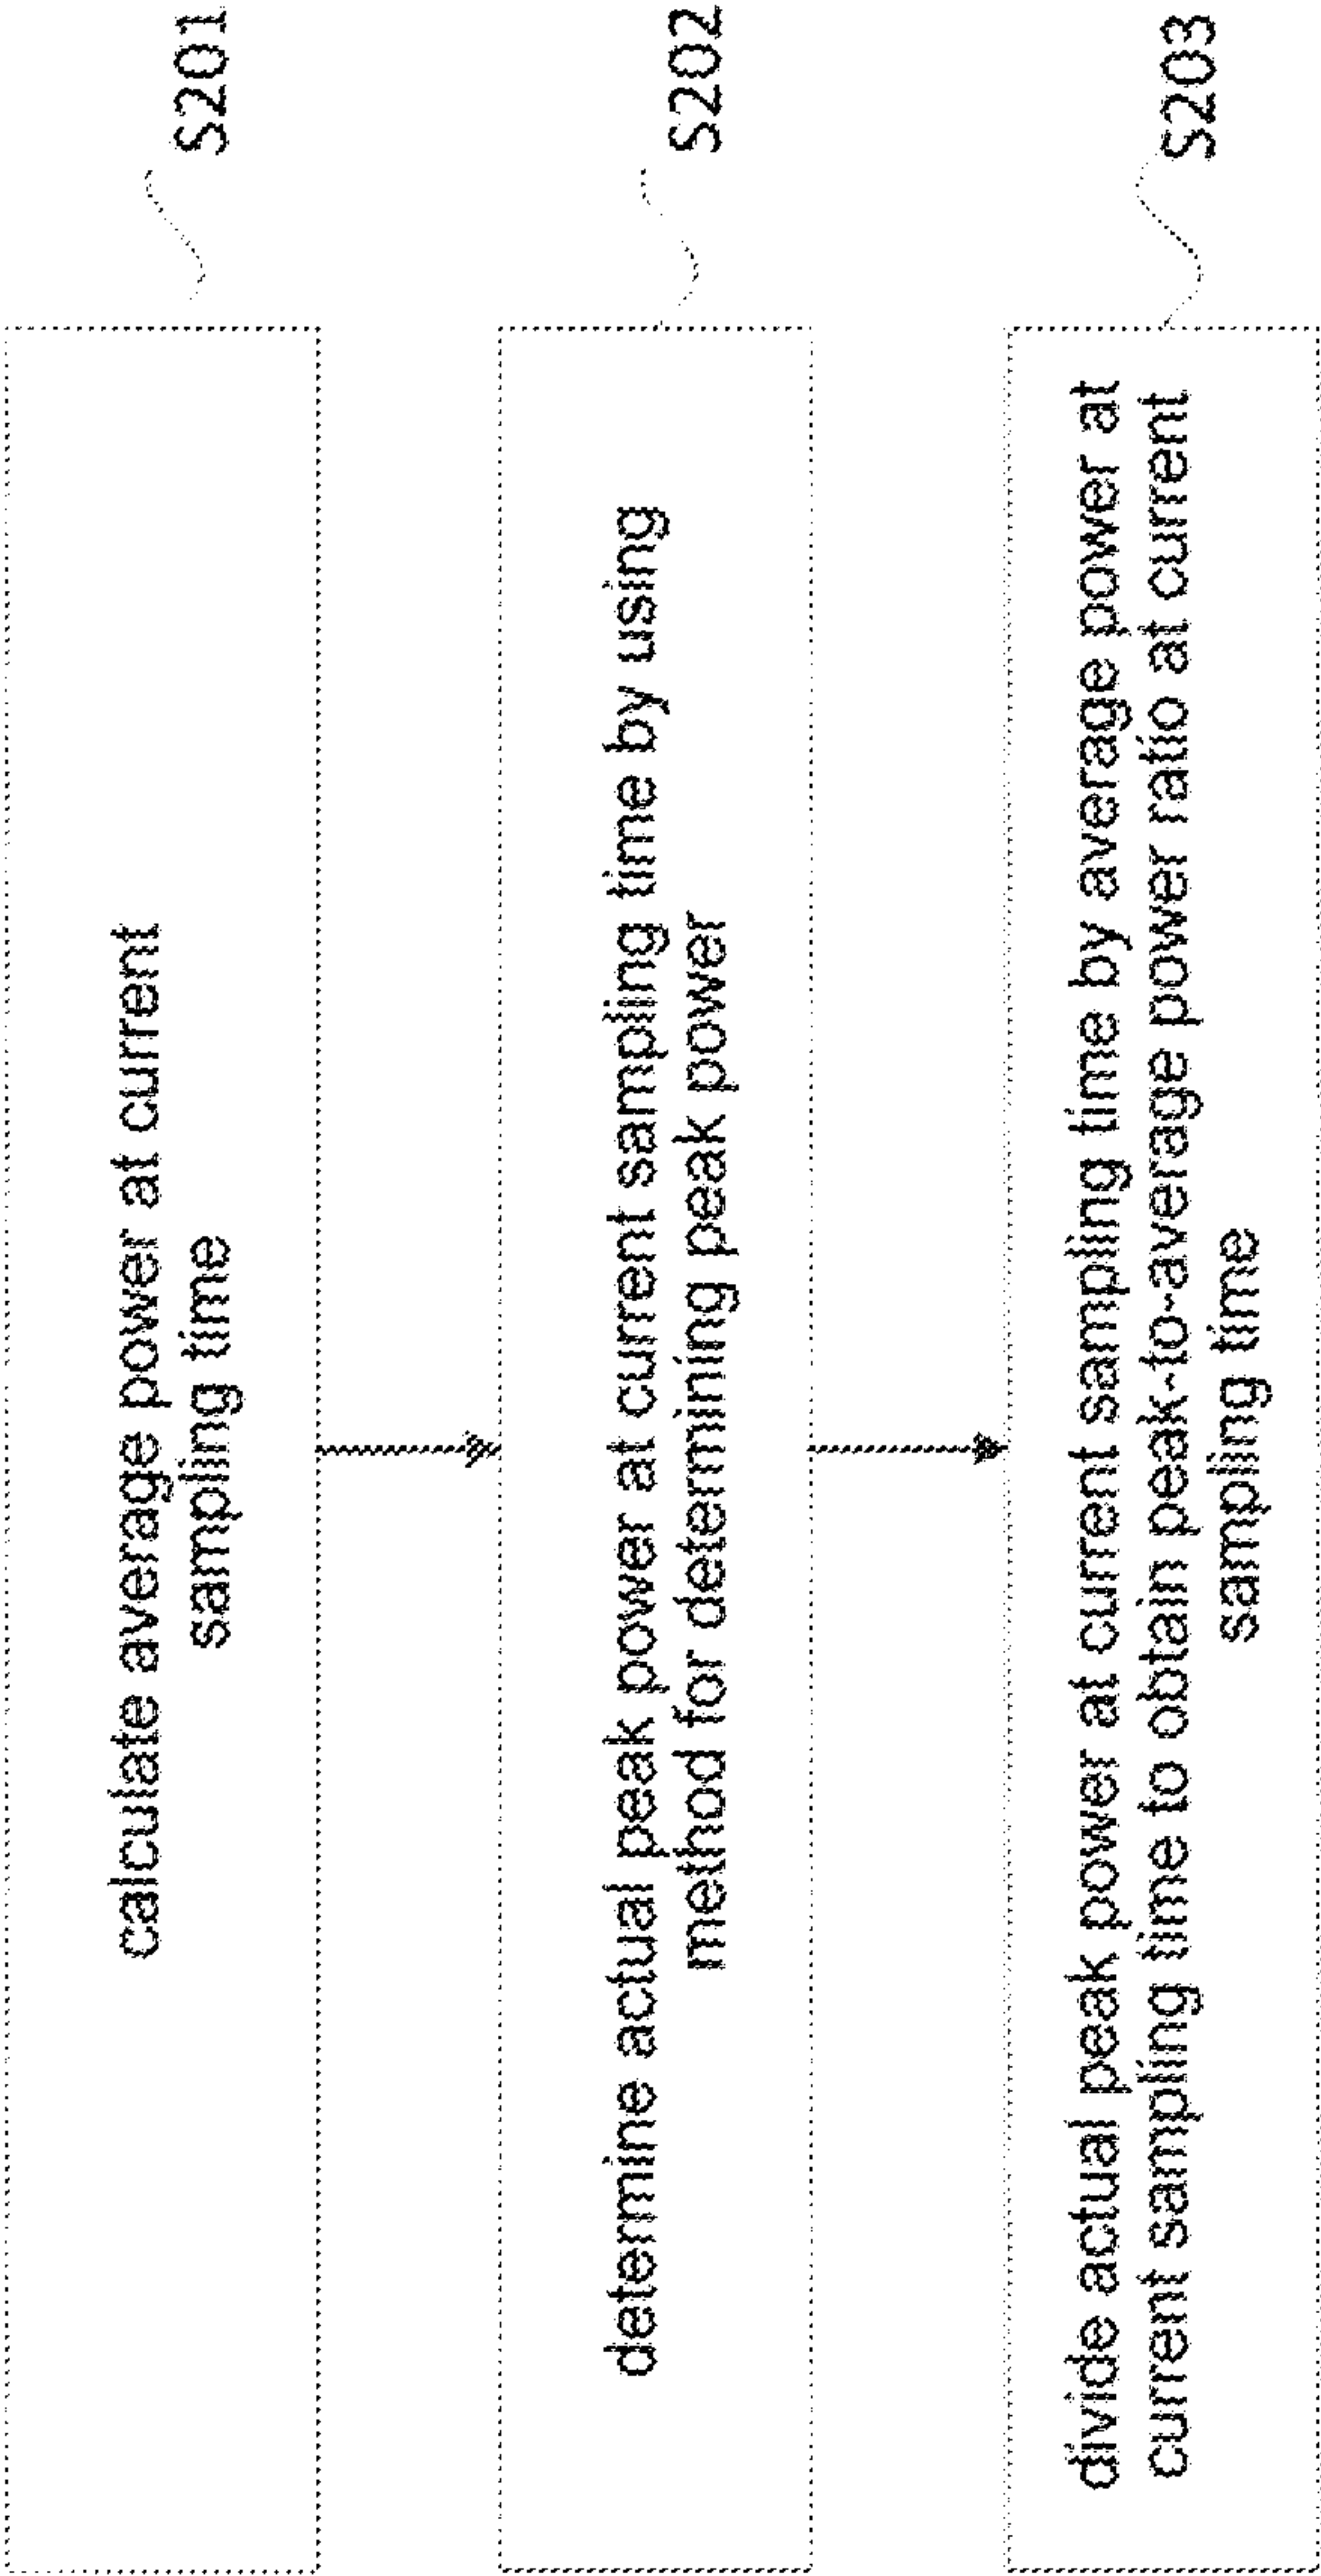 calculate average power at current
sampling time
S201
determine actual peak power at current sampling time by using
method for determining peak power
S202
divide actual peak power at current sampling time by average power at
current sampling time to obtain peak-to-average power ratio at current
sampling time
S203